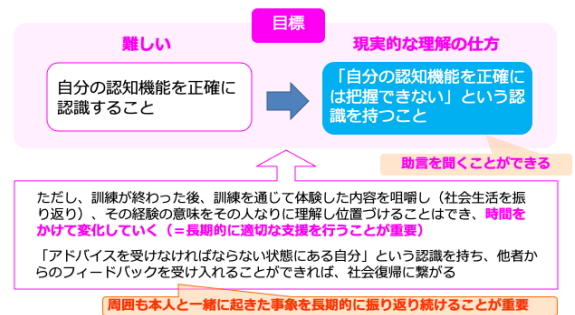 目標
難しい
現実的な理解の仕方
自分の認知機能を正確に
認識すること
「自分の認知機能を正確に
は把握できない」という認
識を持つこと
助言を聞くことができる
ただし、訓練が終わった後、訓練を通じて体験した内容を咀嚼し（社会生活を振
り返り）、その経験の意味をその人なりに理解し位置づけることはでき、時間を
かけて変化していく（＝長期的に適切な支援を行うことが重要）
「アドバイスを受けなければならない状態にある自分」という認識を持ち、他者か
らのフィードバックを受け入れることができれば、社会復帰に繋がる
周囲も本人と一緒に起きた事象を長期的に振り返り続けることが重要